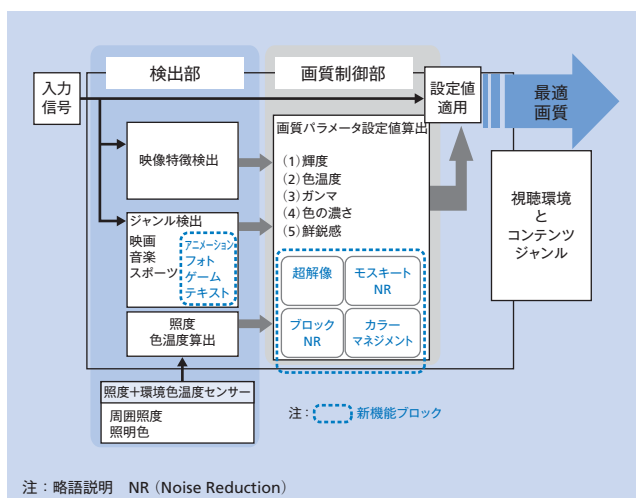 検出部
画質制御部
入力
信号
設定値
適用
最適
画質
映像特徴検出
画質パラメータ設定値算出
(1)輝度
(2)色温度
(3)ガンマ
(4)色の濃さ
(5)鮮鋭感
ジャンル検出
映画
音楽
スポーツ
アニメーション
フォト
ゲーム
テキスト
超解像
モスキート
NR
ブロック
NR
カラー
マネジメント
照度
色温度算出
照度+環境色温度センサー
周囲照度
照明色
視聴環境
と
コンテンツ
ジャンル
注: 新機能ブロック
注:略語説明 NR(Noise Reduction)